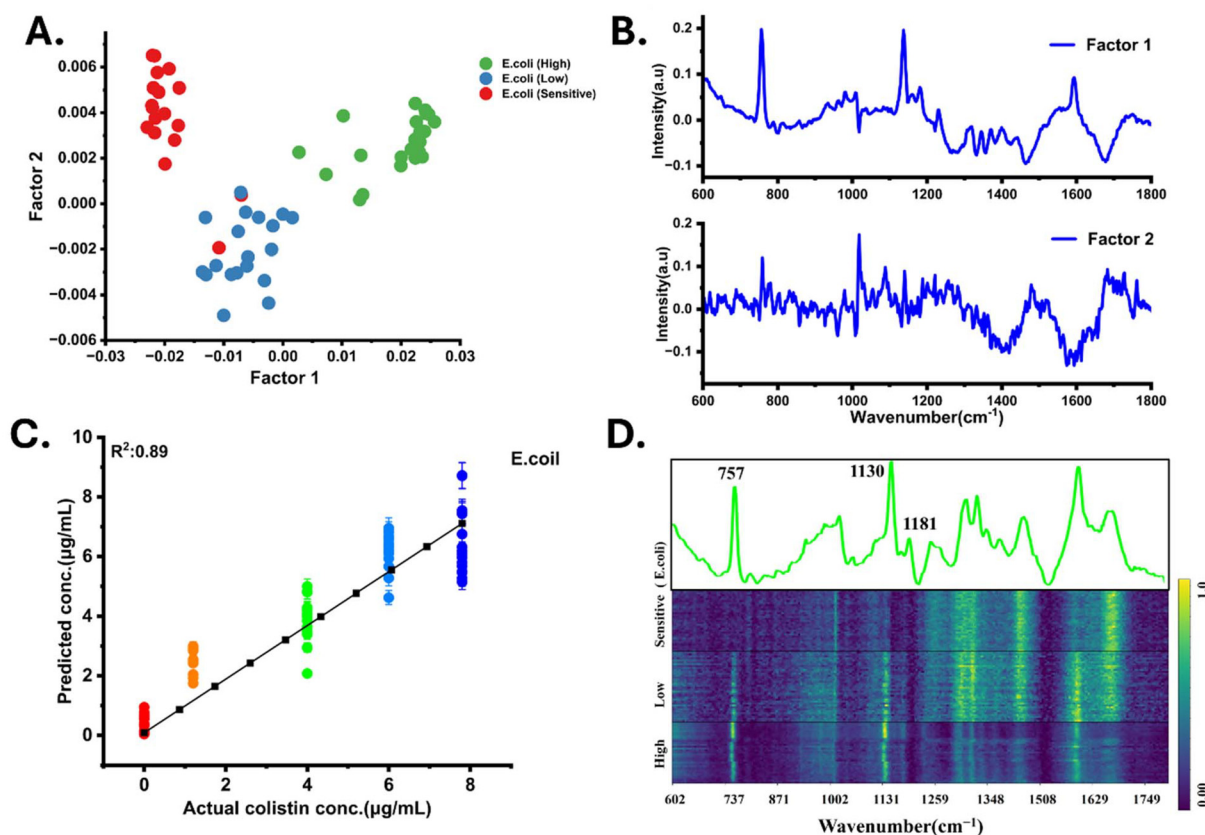 A.
0.006
0.004
0.002
0.000
−0.002
−0.004
−0.006
Factor 2
−0.03
−0.02
−0.01
0.00
0.01
0.02
0.03
Factor 1
E.coli (High)
E.coli (Low)
E.coli (Sensitive)
B.
0.2
0.1
0.0
−0.1
Intensity(a.u)
Factor 1
600
800
1000
1200
1400
1600
1800
0.2
0.1
0.0
−0.1
Intensity(a.u)
Factor 2
600
800
1000
1200
1400
1600
1800
Wavenumber(cm⁻¹)
C.
R²:0.89
E.coil
10
8
6
4
2
0
Predicted conc.(µg/mL)
0
2
4
6
8
Actual colistin conc.(µg/mL)
D.
757
1130
1181
( E.coli)
Sensitive
Low
High
1.0
0.00
602
737
871
1002
1131
1259
1348
1508
1629
1749
Wavenumber(cm⁻¹)